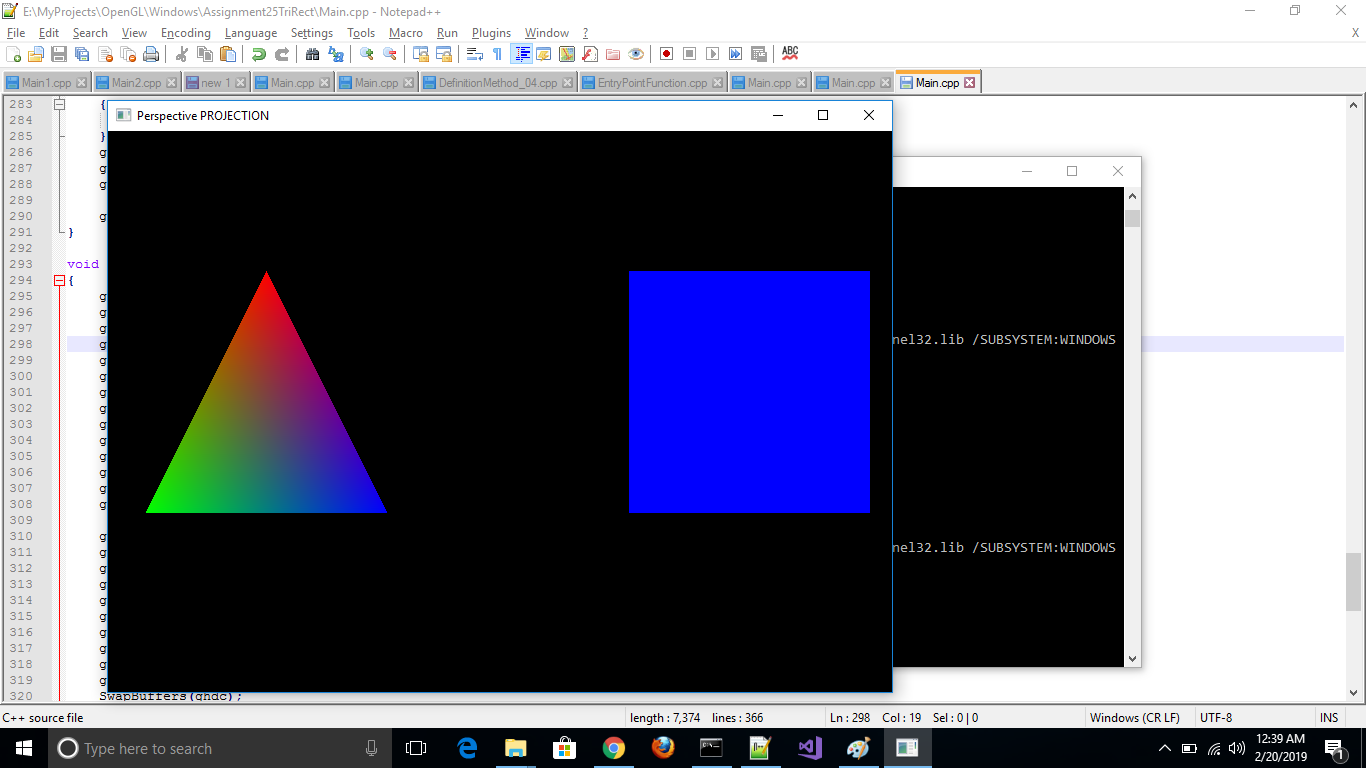 E:\MyProjects\OpenGL\Windows\Assignment25TriRect\Main.cpp - Notepad++
File Edit Search View Encoding Language Settings Tools Macro Run Plugins Window ? X
ABC
Main1.cpp Main2.cpp new 1 Main.cpp Main.cpp DefinitionMethod_04.cpp EntryPointFunction.cpp Main.cpp Main.cpp Main.cpp
Perspective PROJECTION
283 {
284
285 }
286 g
287 g
288 g
289
290 g
291 }
292
293 void
294 {
295 g
296 g
297 g
298 g
nel32.lib /SUBSYSTEM:WINDOWS
299 g
300 g
301 g
302 g
303 g
304 g
305 g
306 g
307 g
308 g
309
310 g
311 g
nel32.lib /SUBSYSTEM:WINDOWS
312 g
313 g
314 g
315 g
316 g
317 g
318 g
319 g
320 SwapBuffers(ghdc);
C++ source file length : 7,374 lines : 366 Ln : 298 Col : 19 Sel : 0 | 0 Windows (CR LF) UTF-8 INS
Type here to search
12:39 AM
2/20/2019
1